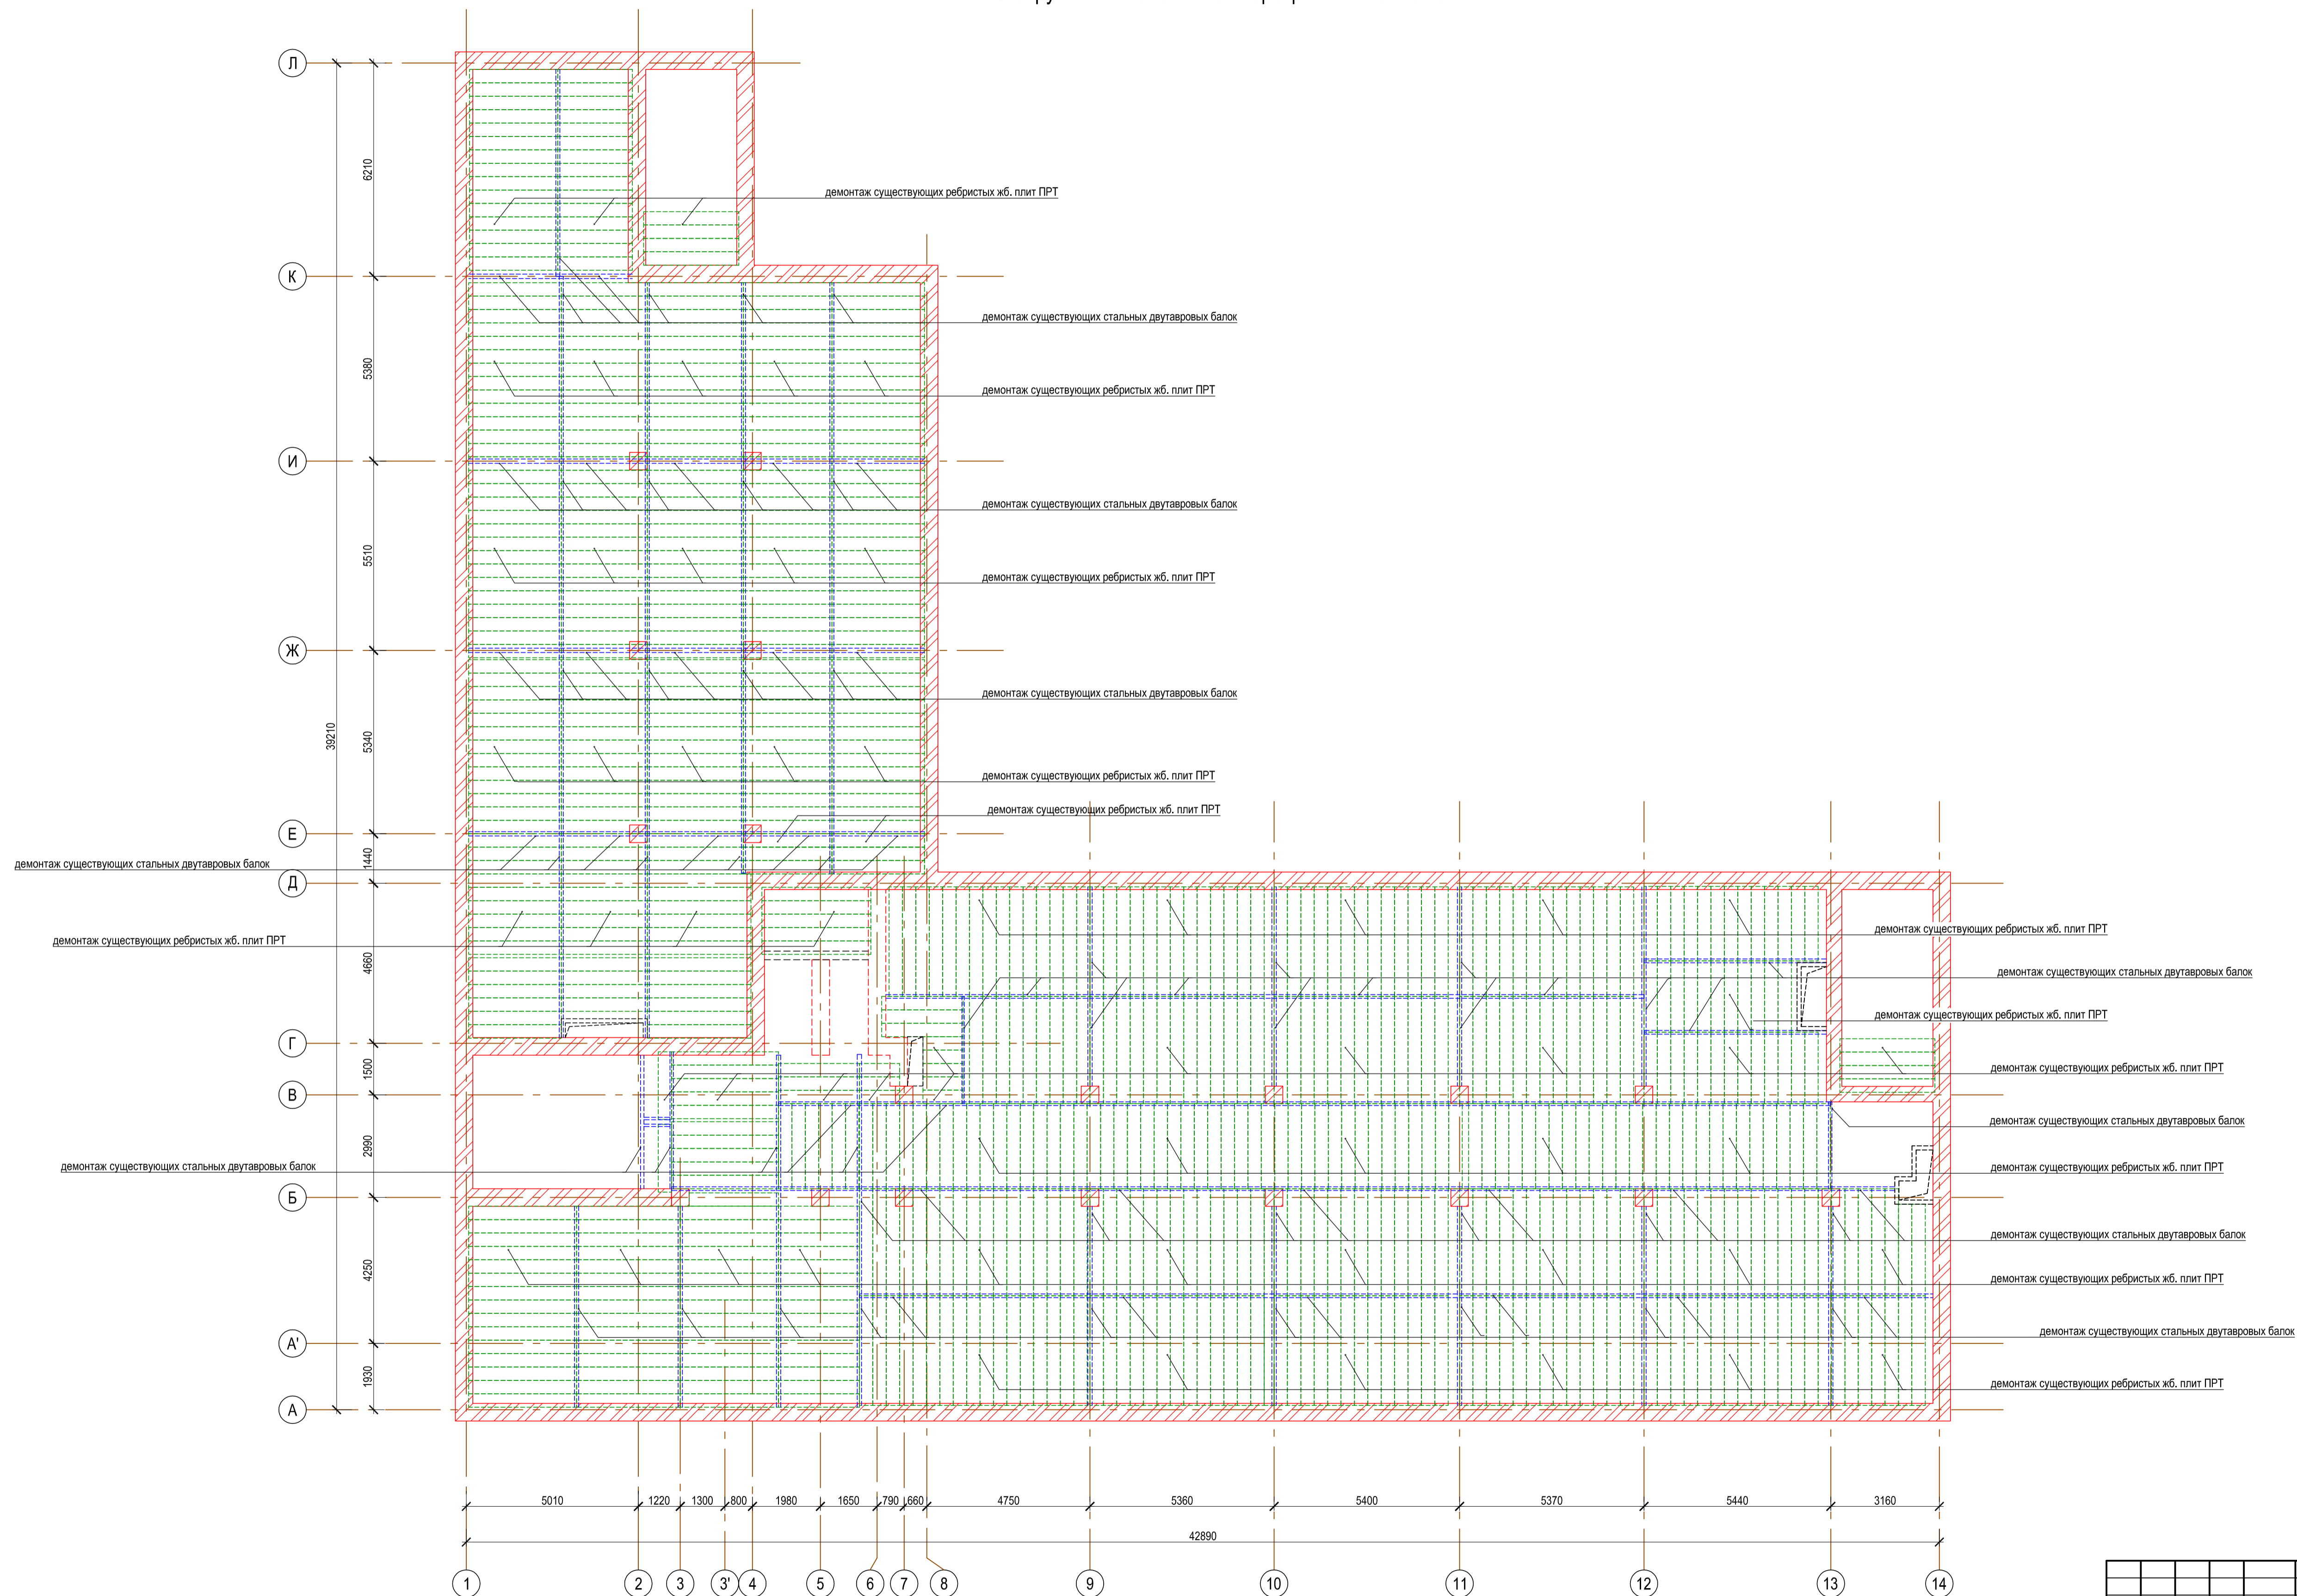 Л
6210
демонтаж существующих ребристых жб. плит ПРТ
К
демонтаж существующих стальных двутавровых балок
5380
демонтаж существующих ребристых жб. плит ПРТ
И
демонтаж существующих стальных двутавровых балок
5510
демонтаж существующих ребристых жб. плит ПРТ
Ж
демонтаж существующих стальных двутавровых балок
39210
5340
демонтаж существующих ребристых жб. плит ПРТ
демонтаж существующих ребристых жб. плит ПРТ
Е
1440
демонтаж существующих стальных двутавровых балок
Д
демонтаж существующих ребристых жб. плит ПРТ
демонтаж существующих ребристых жб. плит ПРТ
4660
демонтаж существующих стальных двутавровых балок
демонтаж существующих ребристых жб. плит ПРТ
Г
1500
демонтаж существующих ребристых жб. плит ПРТ
В
демонтаж существующих стальных двутавровых балок
2990
демонтаж существующих стальных двутавровых балок
демонтаж существующих ребристых жб. плит ПРТ
Б
демонтаж существующих стальных двутавровых балок
4250
демонтаж существующих ребристых жб. плит ПРТ
демонтаж существующих стальных двутавровых балок
А'
1930
демонтаж существующих ребристых жб. плит ПРТ
А
5010 1220 1300 800 1980 1650 790 660 4750 5360 5400 5370 5440 3160
42890
1 2 3 3' 4 5 6 7 8 9 10 11 12 13 14